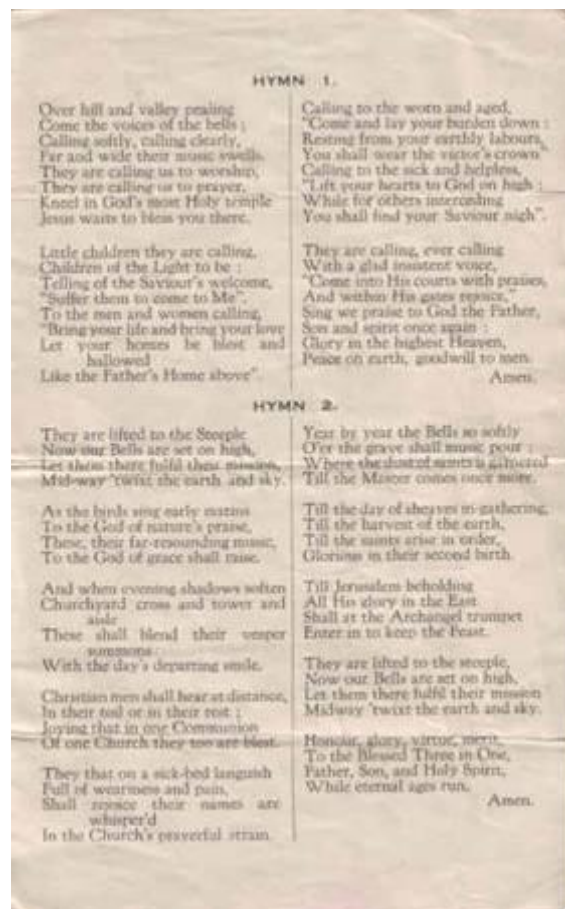 HYMN 1.
Over hill and valley pealing
Come the voices of the bells ;
Calling softly, calling clearly,
Far and wide their music swells.
They are calling us to worship,
They are calling us to prayer,
Kneel in God's most Holy temple
Jesus waits to bless you there.
Little children they are calling,
Children of the Light to be :
Telling of the Saviour's welcome,
"Suffer them to come to Me".
To the men and women calling,
"Bring your life and bring your love
Let your homes be blest and
hallowed
Like the Father's Home above".
Calling to the worn and aged,
"Come and lay your burden down :
Resting from your earthly labours,
You shall wear the victor's crown"
Calling to the sick and helpless,
"Lift your hearts to God on high ;
While for others interceding
You shall find your Saviour nigh".
They are calling, ever calling
With a glad insistent voice,
"Come into His courts with praises,
And within His gates rejoice,"
Sing we praise to God the Father,
Son and spirit once again :
Glory in the highest Heaven,
Peace on earth, goodwill to men.
Amen.
HYMN 2.
They are lifted to the Steeple
Now our Bells are set on high,
Let them there fulfil their mission,
Mid-way 'twixt the earth and sky.
As the birds sing early matins
To the God of nature's praise,
These, their far-resounding music,
To the God of grace shall raise.
And when evening shadows soften
Churchyard cross and tower and
aisle
These shall blend their vesper
summons
With the day's departing smile.
Christian men shall hear at distance,
In their toil or in their rest ;
Joying that in one Communion
Of one Church they too are blest.
They that on a sick-bed languish
Full of weariness and pain,
Shall rejoice their names are
whisper'd
In the Church's prayerful strain.
Year by year the Bells so softly
O'er the grave shall music pour ;
Where the dust of saints is garnered
Till the Master comes once more.
Till the day of sheaves in-gathering,
Till the harvest of the earth,
Till the saints arise in order,
Glorious in their second birth.
Till Jerusalem beholding
All His glory in the East
Shall at the Archangel trumpet
Enter in to keep the Feast.
They are lifted to the steeple,
Now our Bells are set on high,
Let them there fulfil their mission
Midway 'twixt the earth and sky.
Honour, glory, virtue, merit,
To the Blessed Three in One,
Father, Son, and Holy Spirit,
While eternal ages run.
Amen.